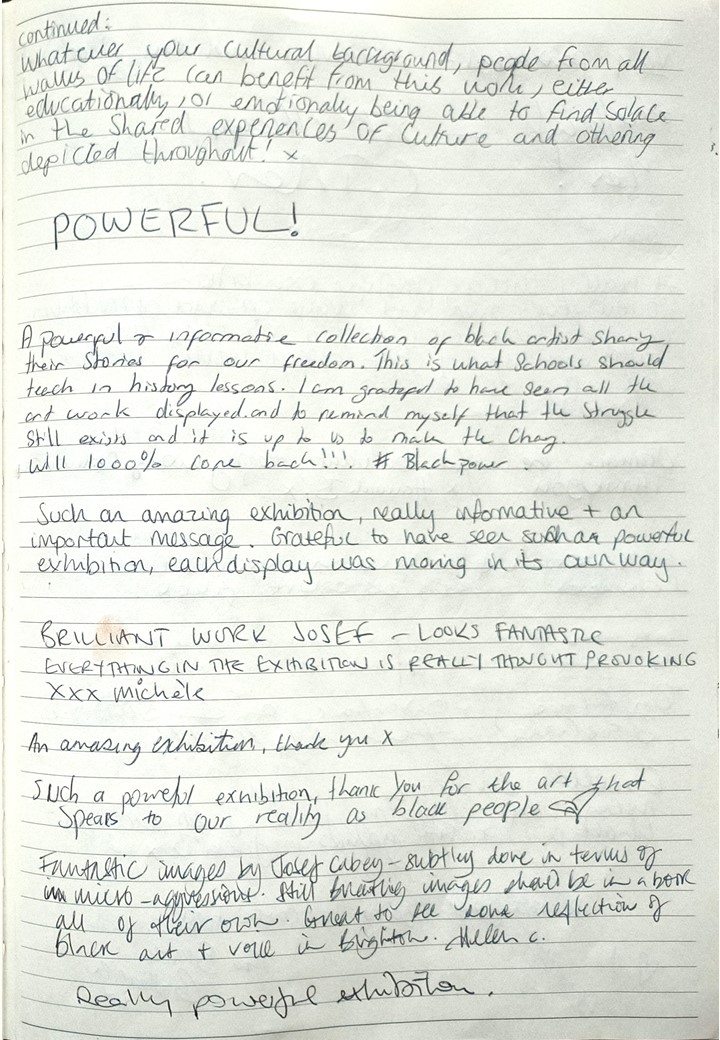 continued:
Whatever your cultural background, people from all
walks of life can benefit from this work, either
educationally, or emotionally being able to find solace
in the shared experiences of culture and othering
depicted throughout! x
POWERFUL!
A powerful & informative collection of black artist sharing
their stories for our freedom. This is what schools should
teach in history lessons. I am grateful to have seen all the
art work displayed. and to remind myself that the struggle
still exists and it is up to us to make the chang.
Will 1000% come back!!!. # Blackpower.
Such an amazing exhibition, really informative + an
important message. Grateful to have seen such an powerful
exhibition, each display was moving in its own way.
BRILLIANT WORK JOSEF – LOOKS FANTASTIC
EVERYTHING IN THE EXHIBITION IS REALLY THOUGHT PROVOKING
XXX Michèle
An amazing exhibition, thank you x
Such a powerful exhibition, thank you for the art that
Spears to our reality as black people
Fantastic images by Josef Cabey – subtley done in terms of
micro-aggressions. Still images should be in a book
all of their own. Great to see some reflection of
black art + voice in Brighton. Helen C.
Really powerful exhibition.